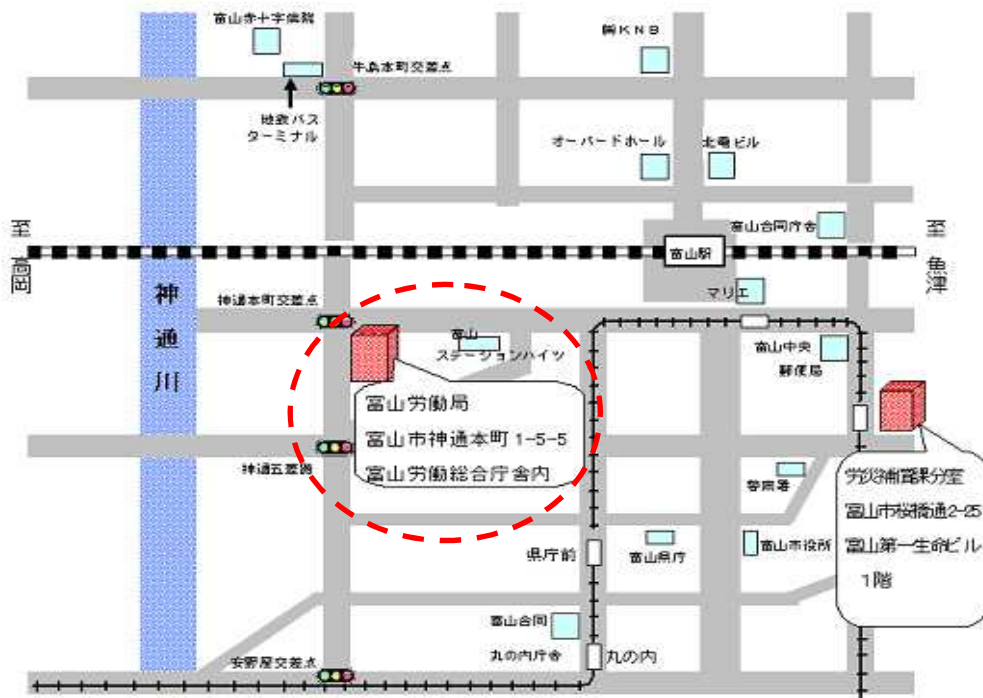 富山赤十字病院
㈱KNB
牛島本町交差点
地鉄バス
ターミナル
オーバードホール
北電ビル
富山合同庁舎
至
高岡
富山駅
至
魚津
神通川
神通本町交差点
マリエ
富山
ステーションハイツ
富山中央
郵便局
富山労働局
富山市神通本町1-5-5
富山労働総合庁舎内
神通五差路
労災補償課分室
富山市桜橋通2-25
富山第一生命ビル
1階
警察署
県庁前
富山県庁
富山市役所
富山合同
丸の内庁舎
丸の内
安野屋交差点